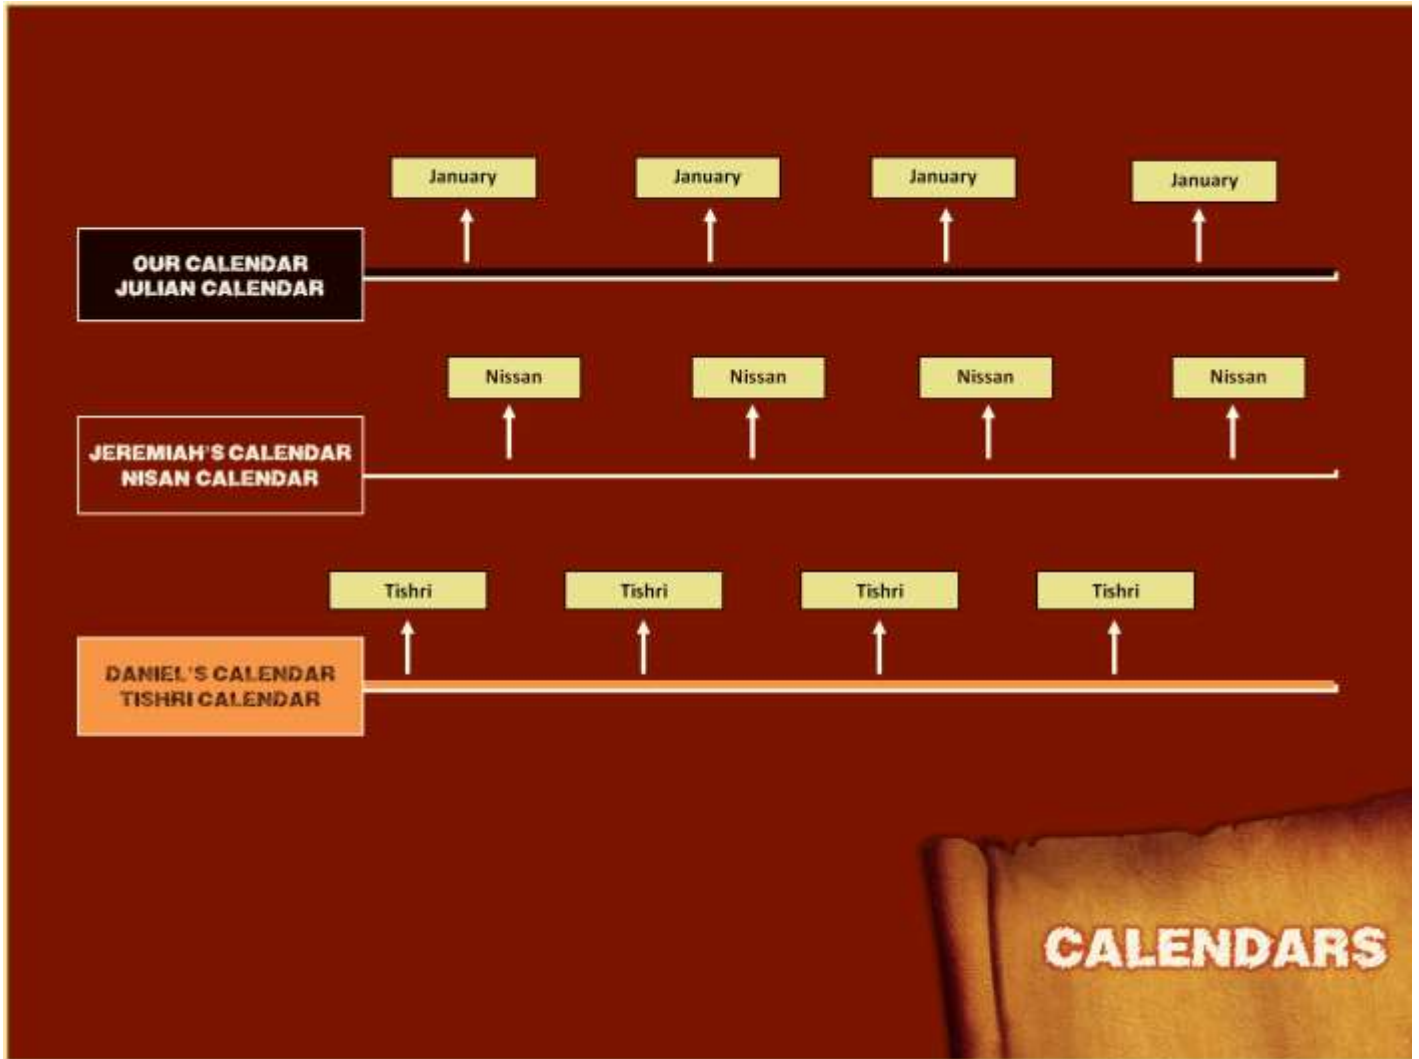 January January January January
OUR CALENDAR
JULIAN CALENDAR
Nissan Nissan Nissan Nissan
JEREMIAH'S CALENDAR
NISAN CALENDAR
Tishri Tishri Tishri Tishri
DANIEL'S CALENDAR
TISHRI CALENDAR
CALENDARS